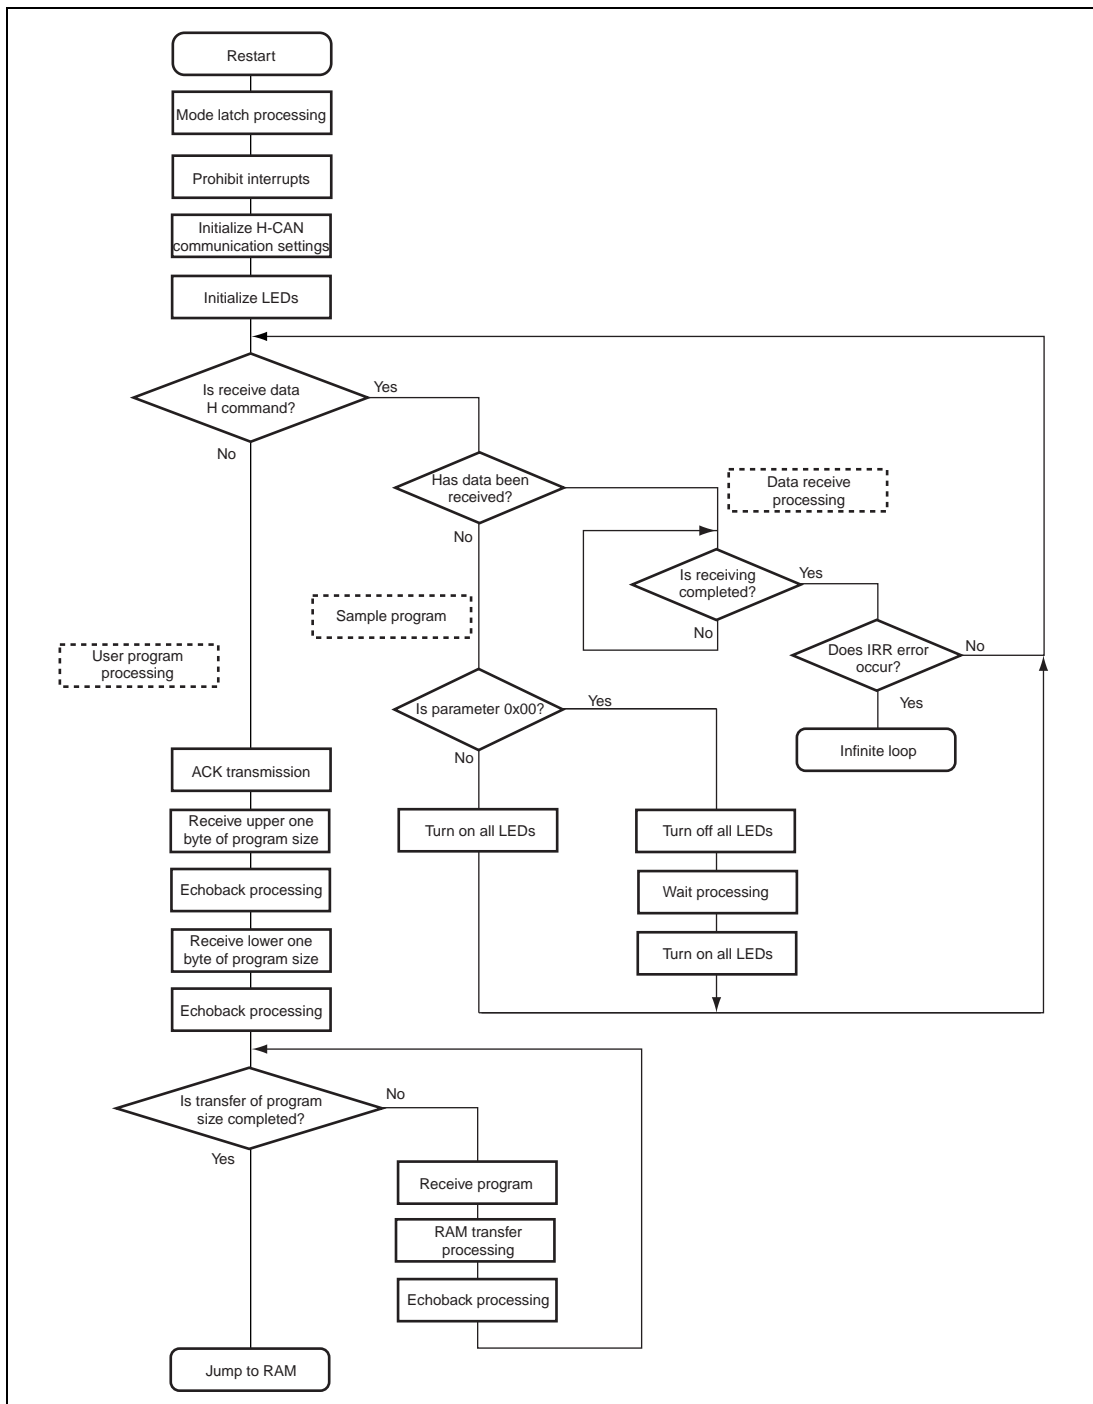 Restart
Mode latch processing
Prohibit interrupts
Initialize H-CAN
communication settings
Initialize LEDs
Is receive data
H command?
Yes
No
Has data been
received?
No
Data receive
processing
Is receiving
completed?
Yes
No
Does IRR error
occur?
No
Yes
Infinite loop
Sample program
User program
processing
Is parameter 0x00?
Yes
No
Turn on all LEDs
Turn off all LEDs
Wait processing
Turn on all LEDs
ACK transmission
Receive upper one
byte of program size
Echoback processing
Receive lower one
byte of program size
Echoback processing
Is transfer of program
size completed?
No
Yes
Receive program
RAM transfer
processing
Echoback processing
Jump to RAM